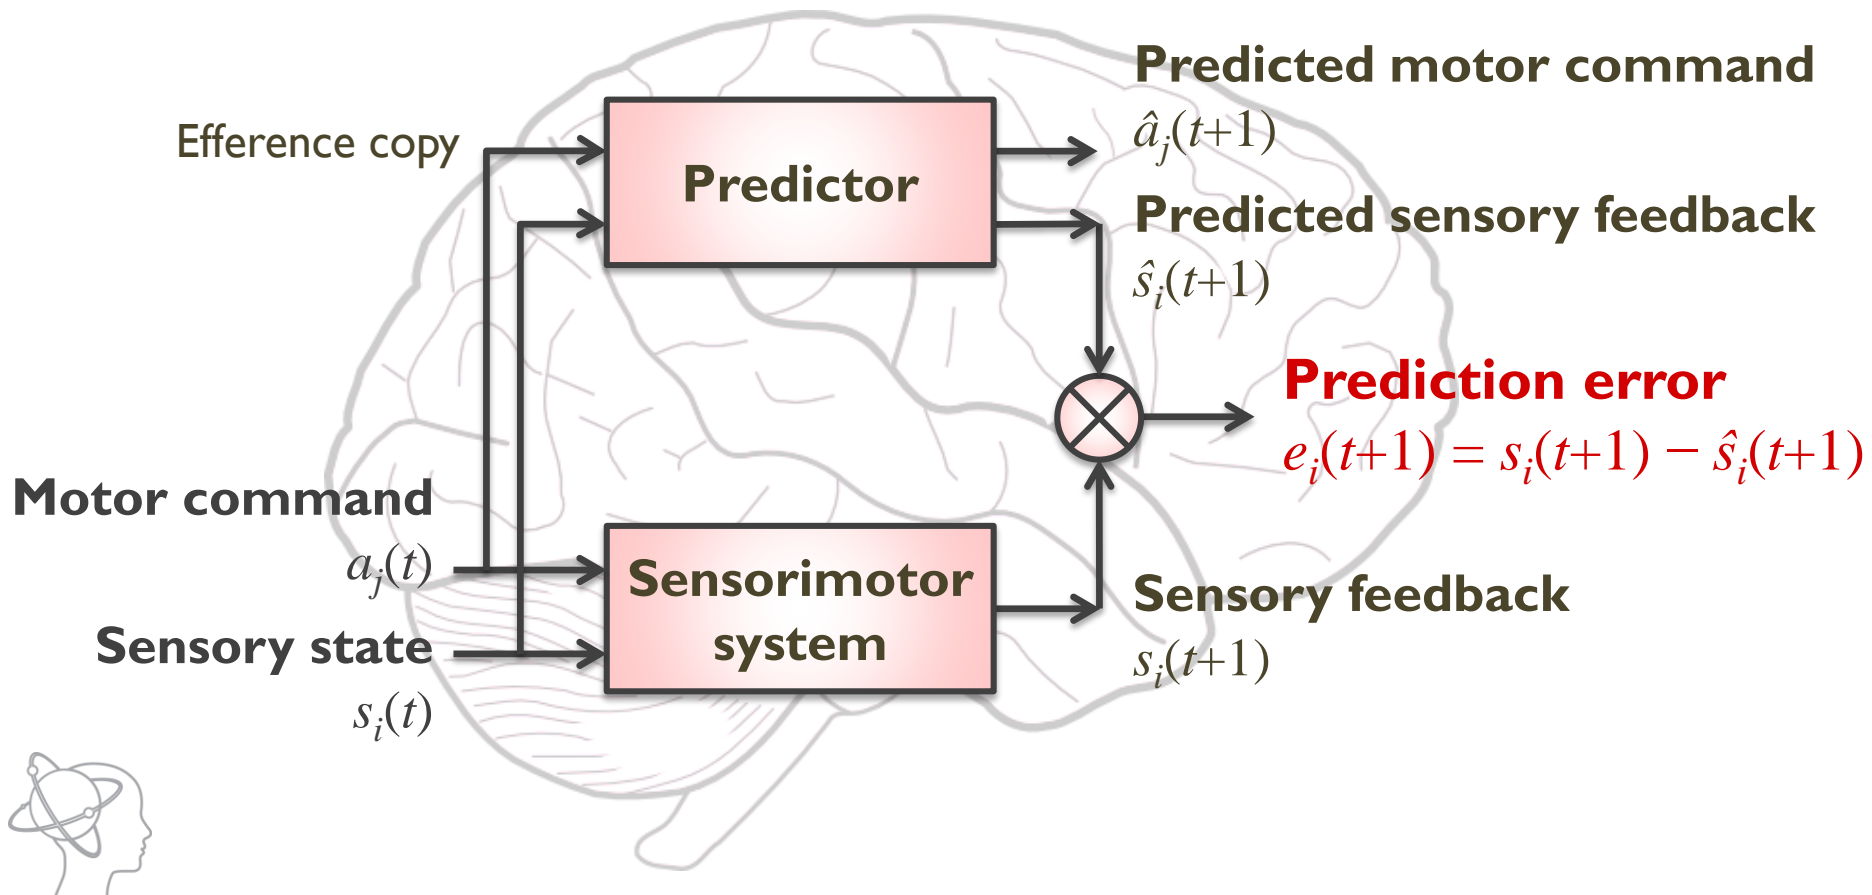 Predicted motor command
âj(t+1)
Efference copy
Predictor
Predicted sensory feedback
ŝi(t+1)
Prediction error
ei(t+1) = si(t+1) − ŝi(t+1)
Motor command
aj(t)
Sensorimotor
system
Sensory feedback
si(t+1)
Sensory state
si(t)